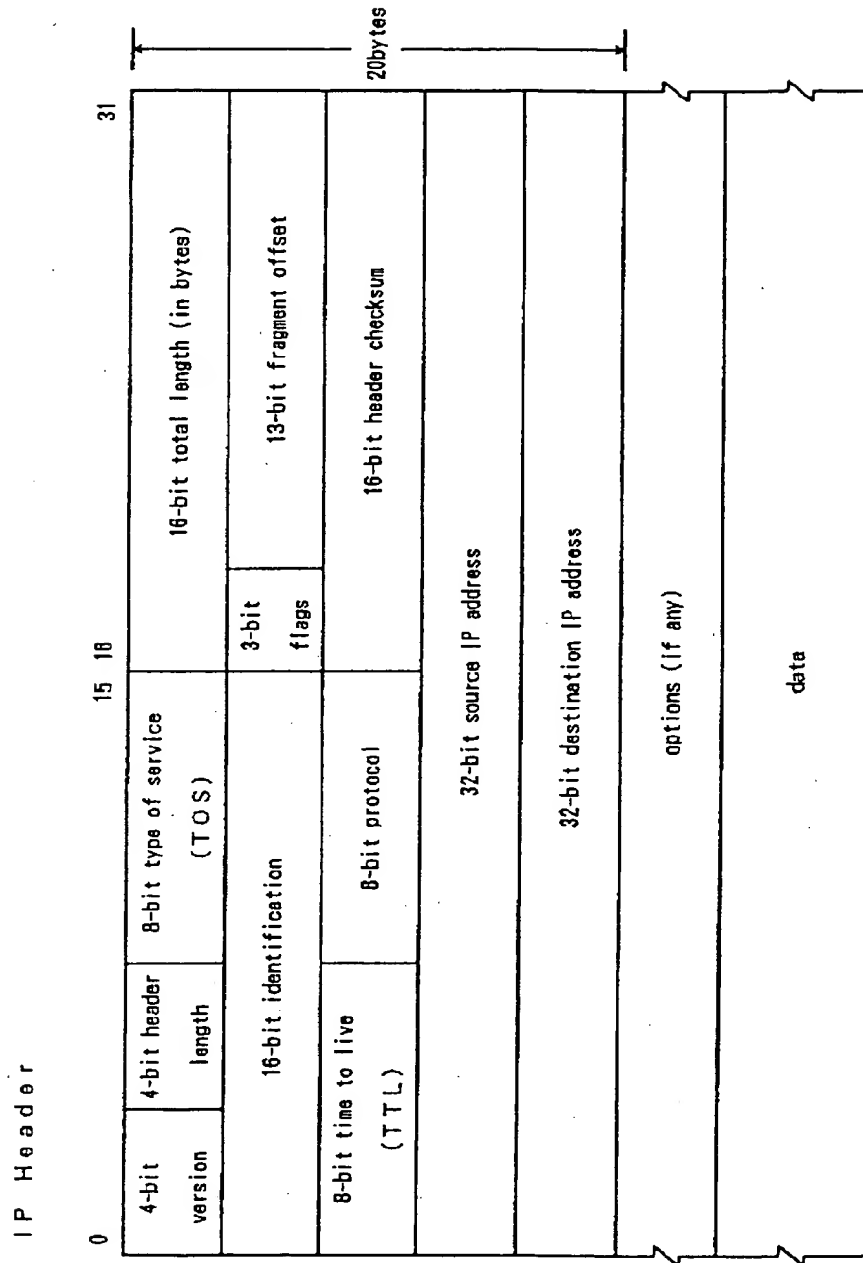 IP Header
0
15 16
31
4-bit
version
4-bit header
length
8-bit type of service
(TOS)
16-bit total length (in bytes)
16-bit identification
3-bit
flags
13-bit fragment offset
8-bit time to live
(TTL)
8-bit protocol
16-bit header checksum
32-bit source IP address
32-bit destination IP address
options (if any)
data
20bytes